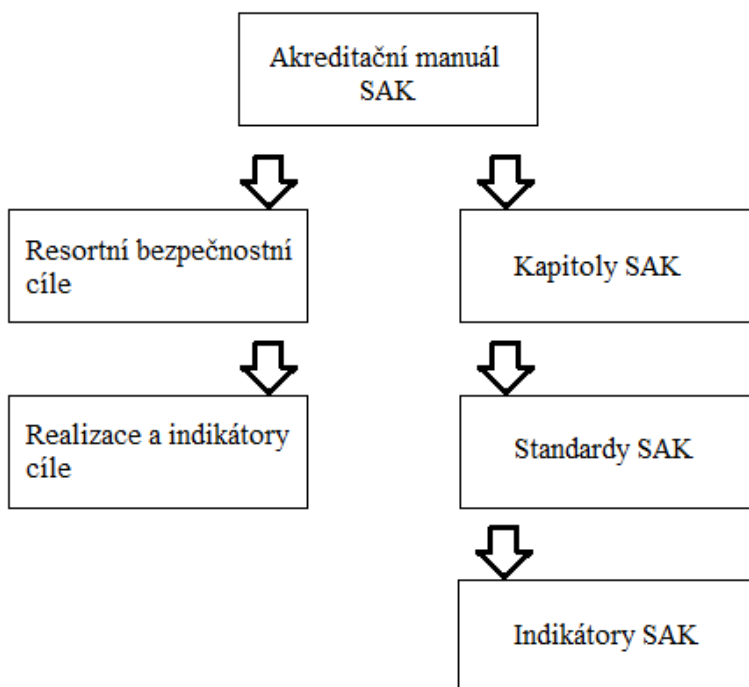 Akreditační manuál
SAK
Resortní bezpečnostní
cíle
Kapitoly SAK
Realizace a indikátory
cíle
Standardy SAK
Indikátory SAK